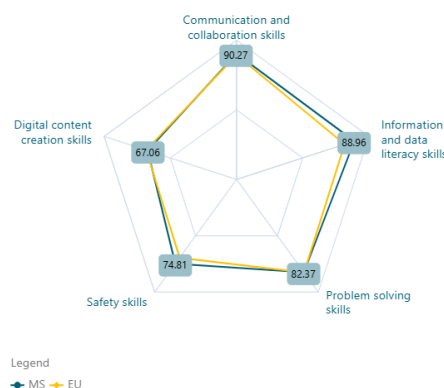 Communication and
collaboration skills
90.27
Digital content
creation skills
67.06
Information
and data
literacy skills
88.96
74.81
82.37
Safety skills
Problem solving
skills
Legend
MS EU